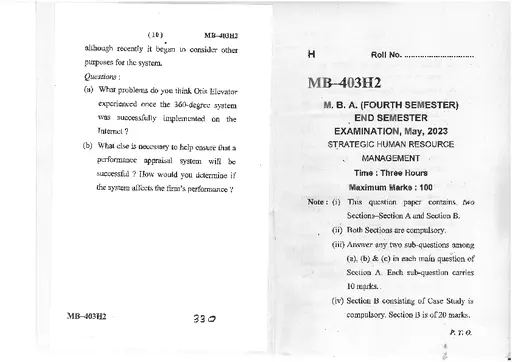 (10) MB–403H2
although recently it began to consider other
purposes for the system.
Questions :
(a) What problems do you think Otis Elevator
experienced once the 360-degree system
was successfully implemented on the
Internet ?
(b) What else is necessary to help ensure that a
performance appraisal system will be
successful ? How would you determine if
the system affects the firm's performance ?
MB–403H2 330
H Roll No. ..............................
MB–403H2
M. B. A. (FOURTH SEMESTER)
END SEMESTER
EXAMINATION, May, 2023
STRATEGIC HUMAN RESOURCE
MANAGEMENT
Time : Three Hours
Maximum Marks : 100
Note : (i) This question paper contains two
Sections–Section A and Section B.
(ii) Both Sections are compulsory.
(iii) Answer any two sub-questions among
(a), (b) & (c) in each main question of
Section A. Each sub-question carries
10 marks.
(iv) Section B consisting of Case Study is
compulsory. Section B is of 20 marks.
P. T. O.